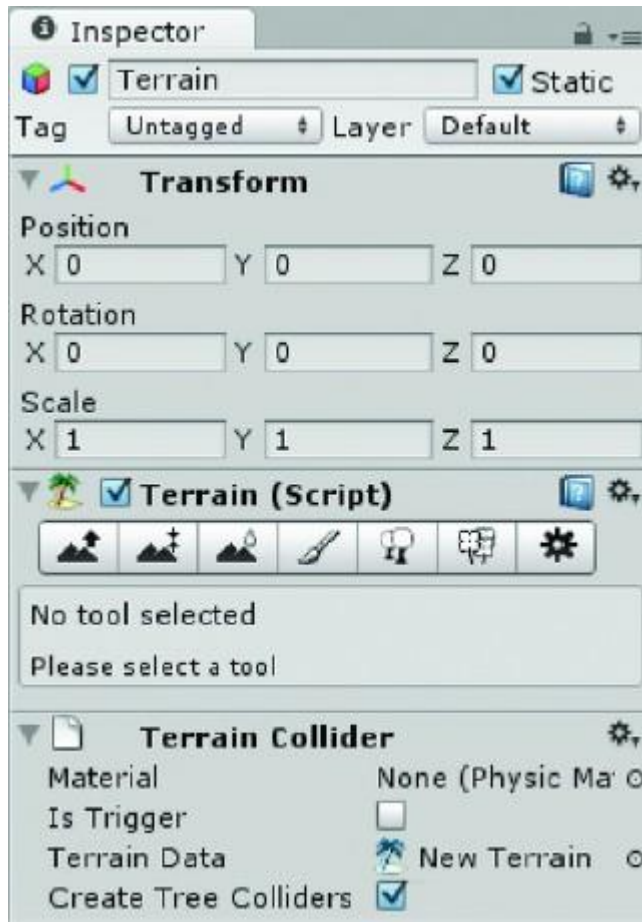 Inspector
Terrain Static
Tag Untagged Layer Default
Transform
Position
X 0 Y 0 Z 0
Rotation
X 0 Y 0 Z 0
Scale
X 1 Y 1 Z 1
Terrain (Script)
No tool selected
Please select a tool
Terrain Collider
Material None (Physic Ma
Is Trigger
Terrain Data New Terrain
Create Tree Colliders